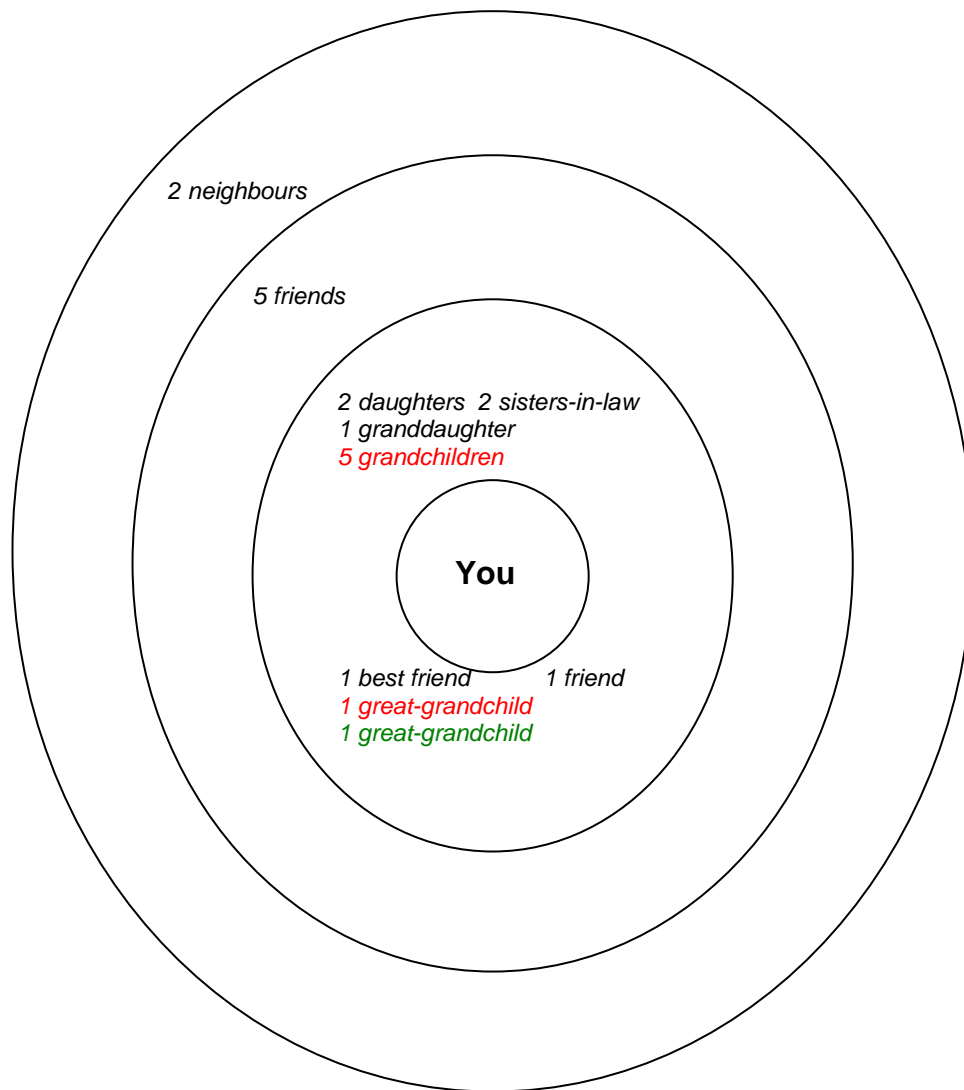 2 neighbours
5 friends
2 daughters 2 sisters-in-law
1 granddaughter
5 grandchildren
You
1 best friend 1 friend
1 great-grandchild
1 great-grandchild